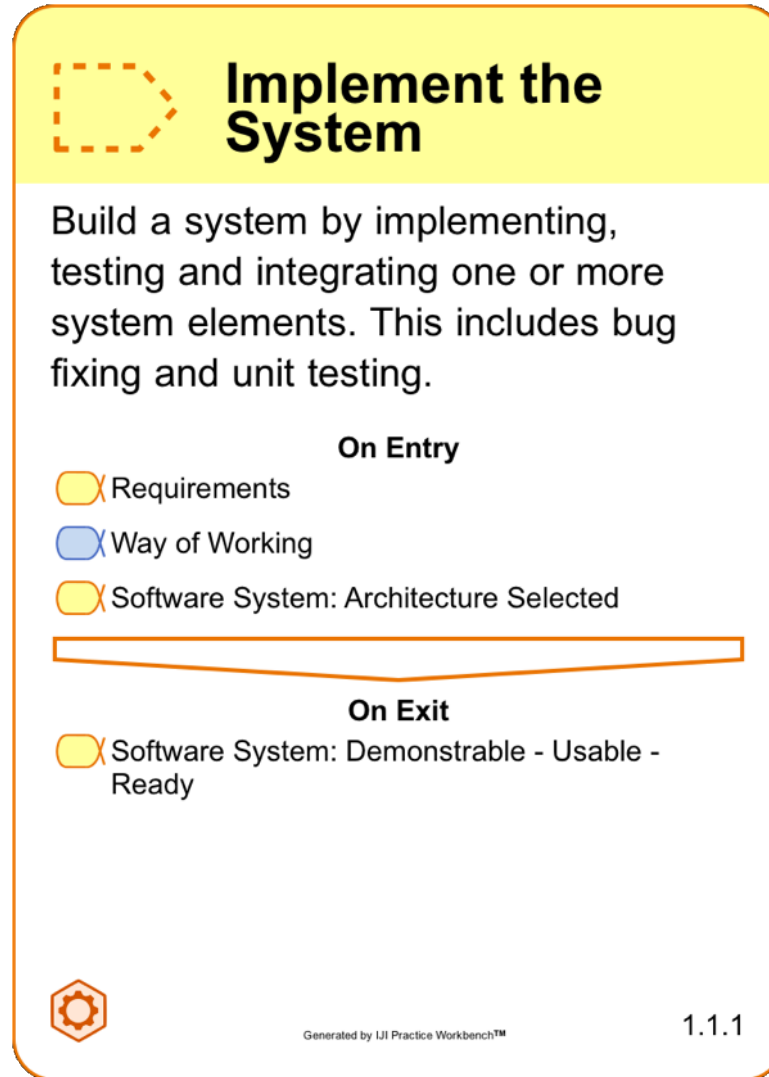 Implement the
System
Build a system by implementing,
testing and integrating one or more
system elements. This includes bug
fixing and unit testing.
On Entry
Requirements
Way of Working
Software System: Architecture Selected
On Exit
Software System: Demonstrable - Usable -
Ready
Generated by IJI Practice Workbench™
1.1.1